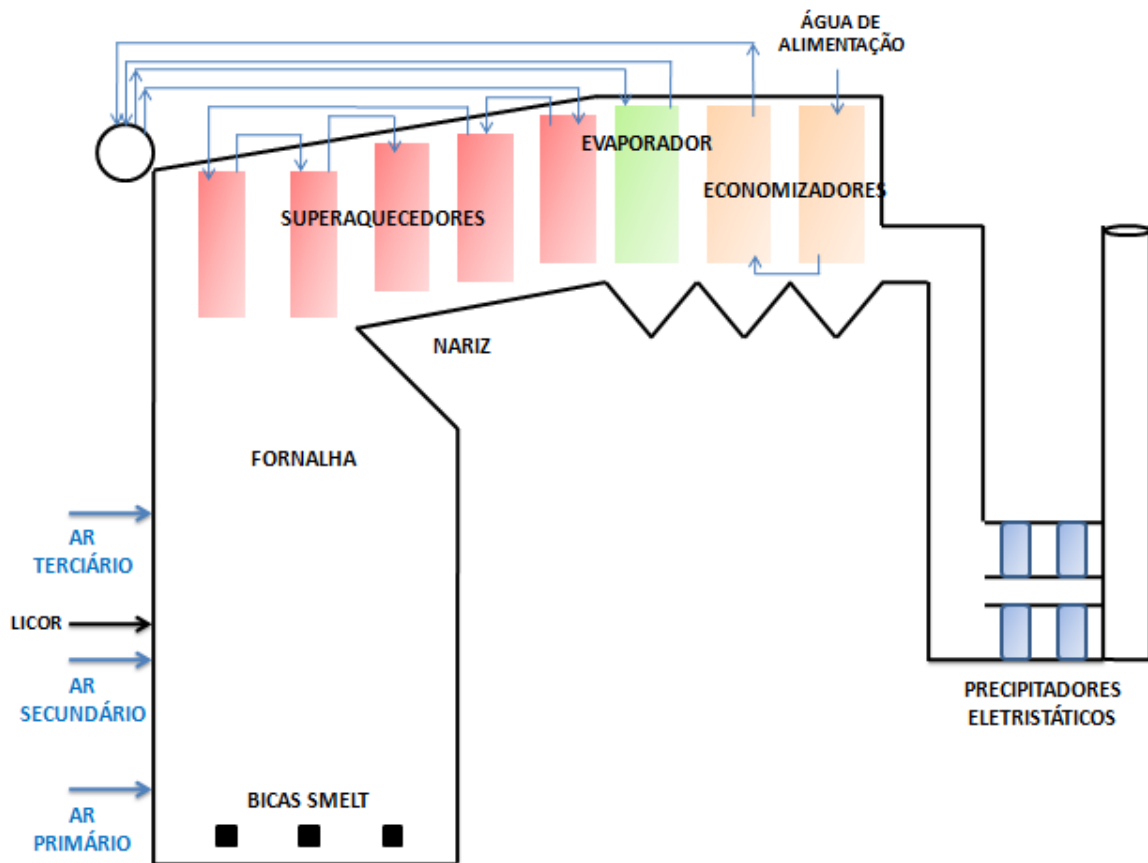 ÁGUA DE
ALIMENTAÇÃO
EVAPORADOR
ECONOMIZADORES
SUPERAQUECEDORES
NARIZ
FORNALHA
AR
TERCIÁRIO
LICOR
AR
SECUNDÁRIO
PRECIPITADORES
ELETRISTÁTICOS
BICAS SMELT
AR
PRIMÁRIO